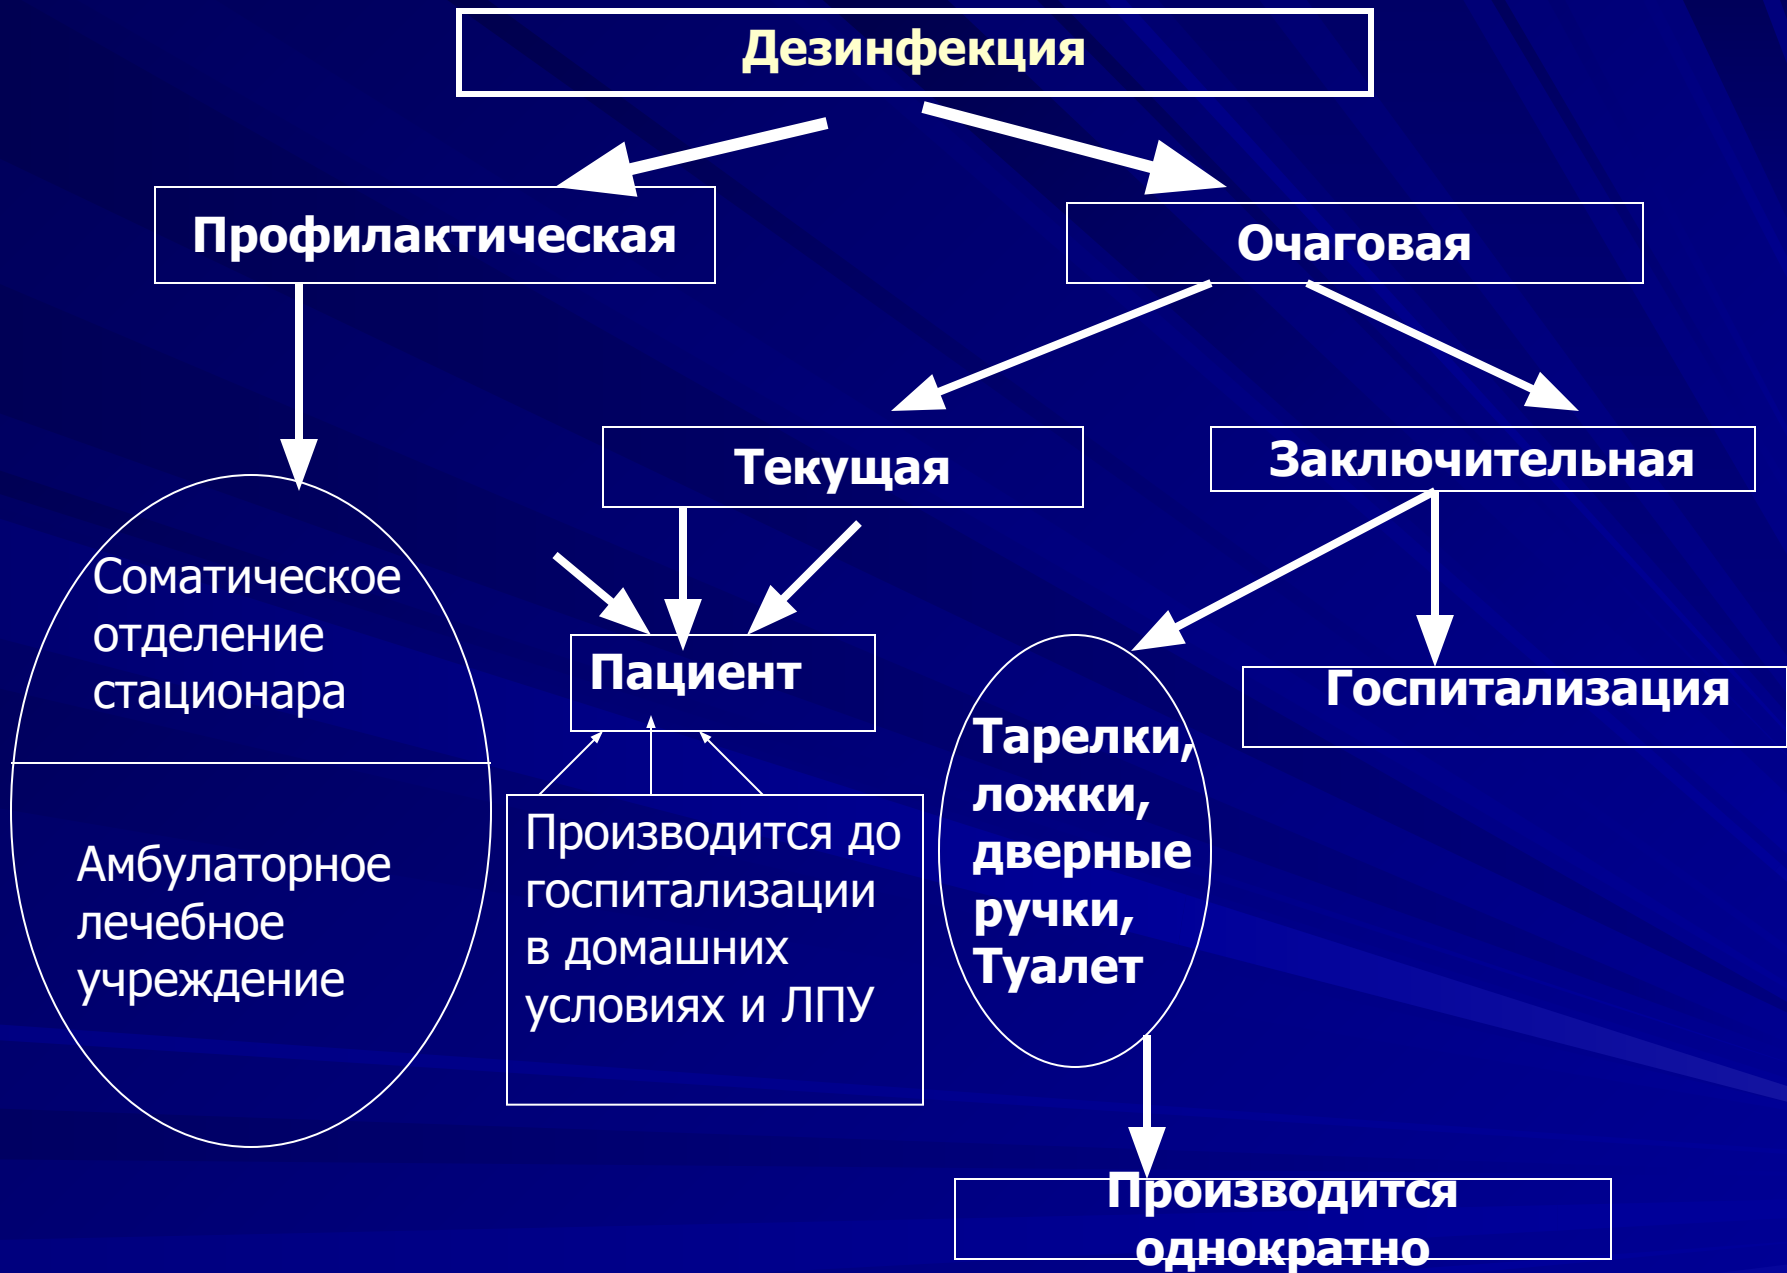 Дезинфекция
Профилактическая
Очаговая
Текущая
Заключительная
Соматическое
отделение
стационара
Амбулаторное
лечебное
учреждение
Пациент
Производится до
госпитализации
в домашних
условиях и ЛПУ
Тарелки,
ложки,
дверные
ручки,
Туалет
Госпитализация
Производится
однократно